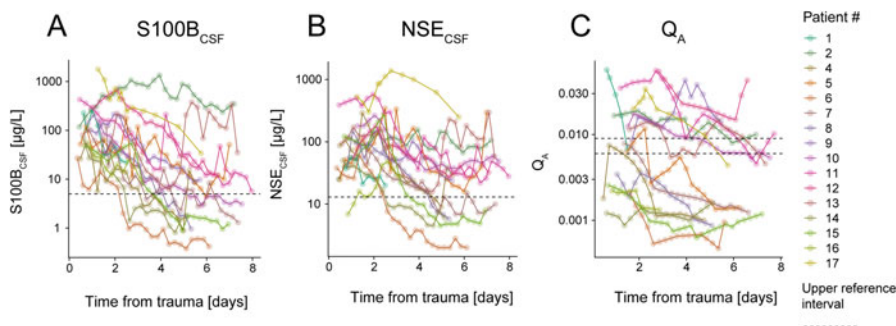 A S100B CSF
S100B CSF [µg/L]
1000
100
10
1
0 2 4 6 8
Time from trauma [days]
B NSE CSF
NSE CSF [µg/L]
1000
100
10
0 2 4 6 8
Time from trauma [days]
C Q A
Q A
0.030
0.010
0.003
0.001
0 2 4 6 8
Time from trauma [days]
Patient #
1
2
4
5
6
7
8
9
10
11
12
13
14
15
16
17
Upper reference
interval